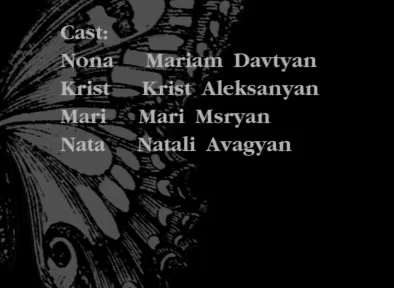 Cast:
Nona Mariam Davtyan
Krist Krist Aleksanyan
Mari Mari Msryan
Nata Natali Avagyan